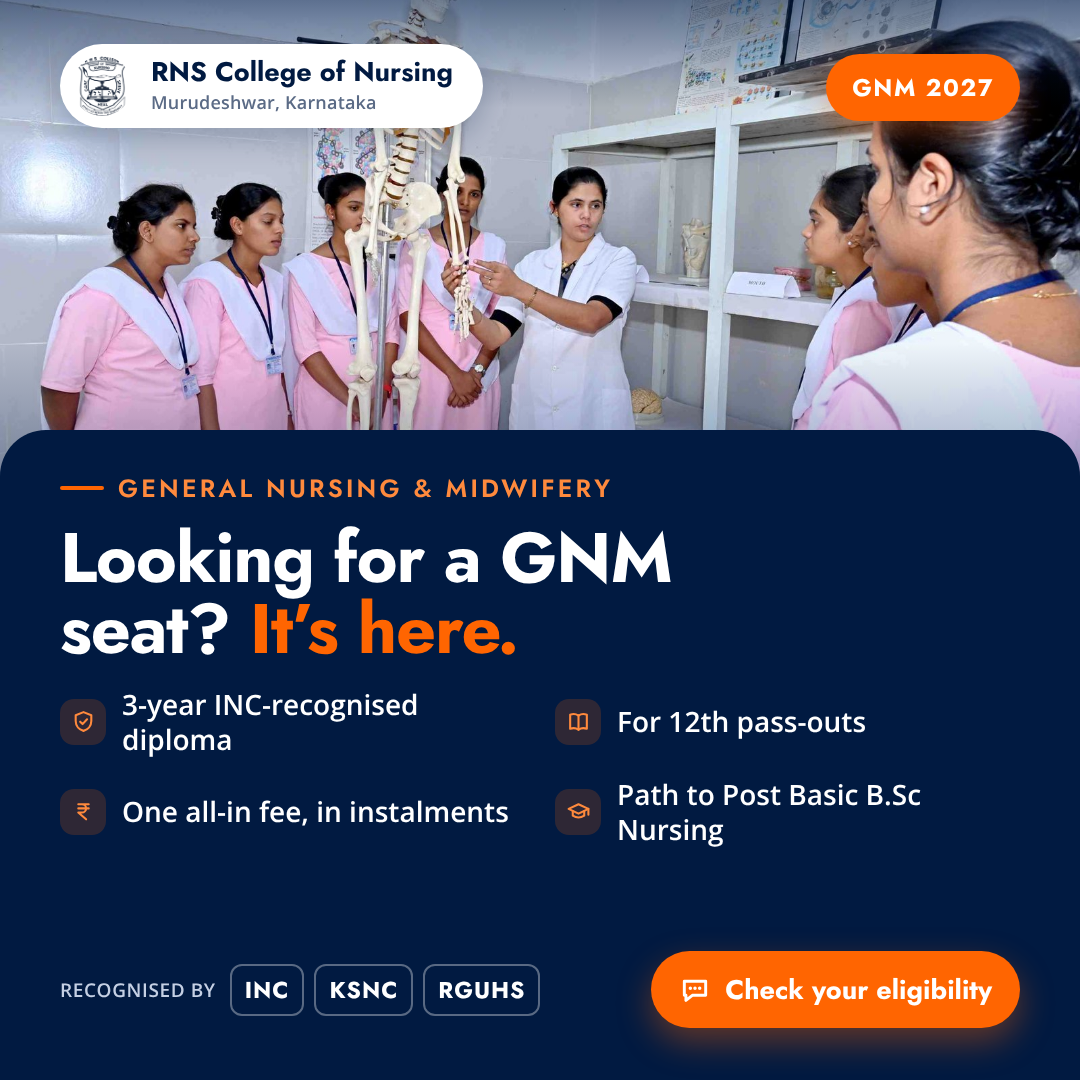 RNS College of Nursing
Murudeshwar, Karnataka
GNM 2027
GENERAL NURSING & MIDWIFERY
Looking for a GNM
seat? It's here.
3-year INC-recognised
diploma
For 12th pass-outs
One all-in fee, in instalments
Path to Post Basic B.Sc
Nursing
RECOGNISED BY
INC
KSNC
RGUHS
Check your eligibility